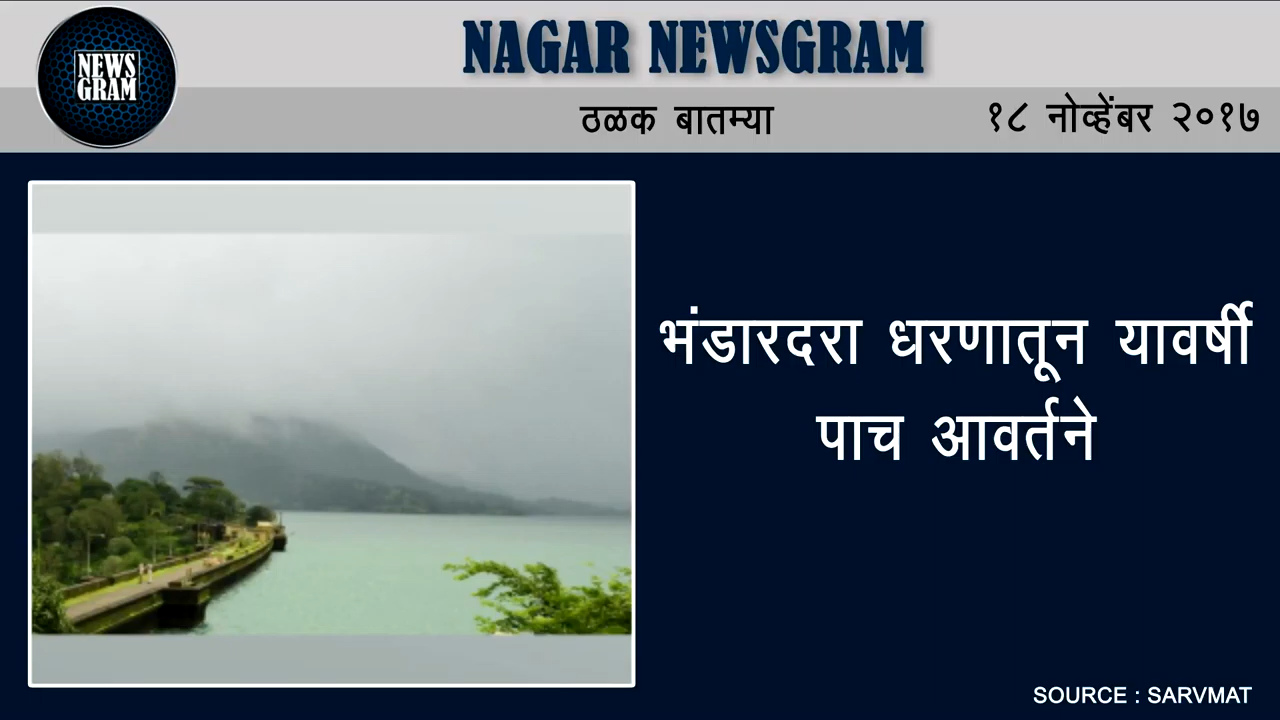 NEWS
GRAM
NAGAR NEWSGRAM
ठळक बातम्या
१८ नोव्हेंबर २०१७
भंडारदरा धरणातून यावर्षी
पाच आवर्तने
SOURCE : SARVMAT